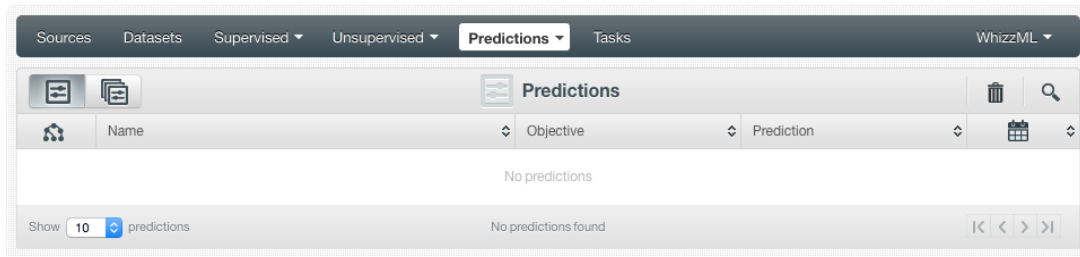 Sources Datasets Supervised Unsupervised Predictions Tasks WhizzML
Predictions
Name Objective Prediction
No predictions
Show 10 predictions No predictions found